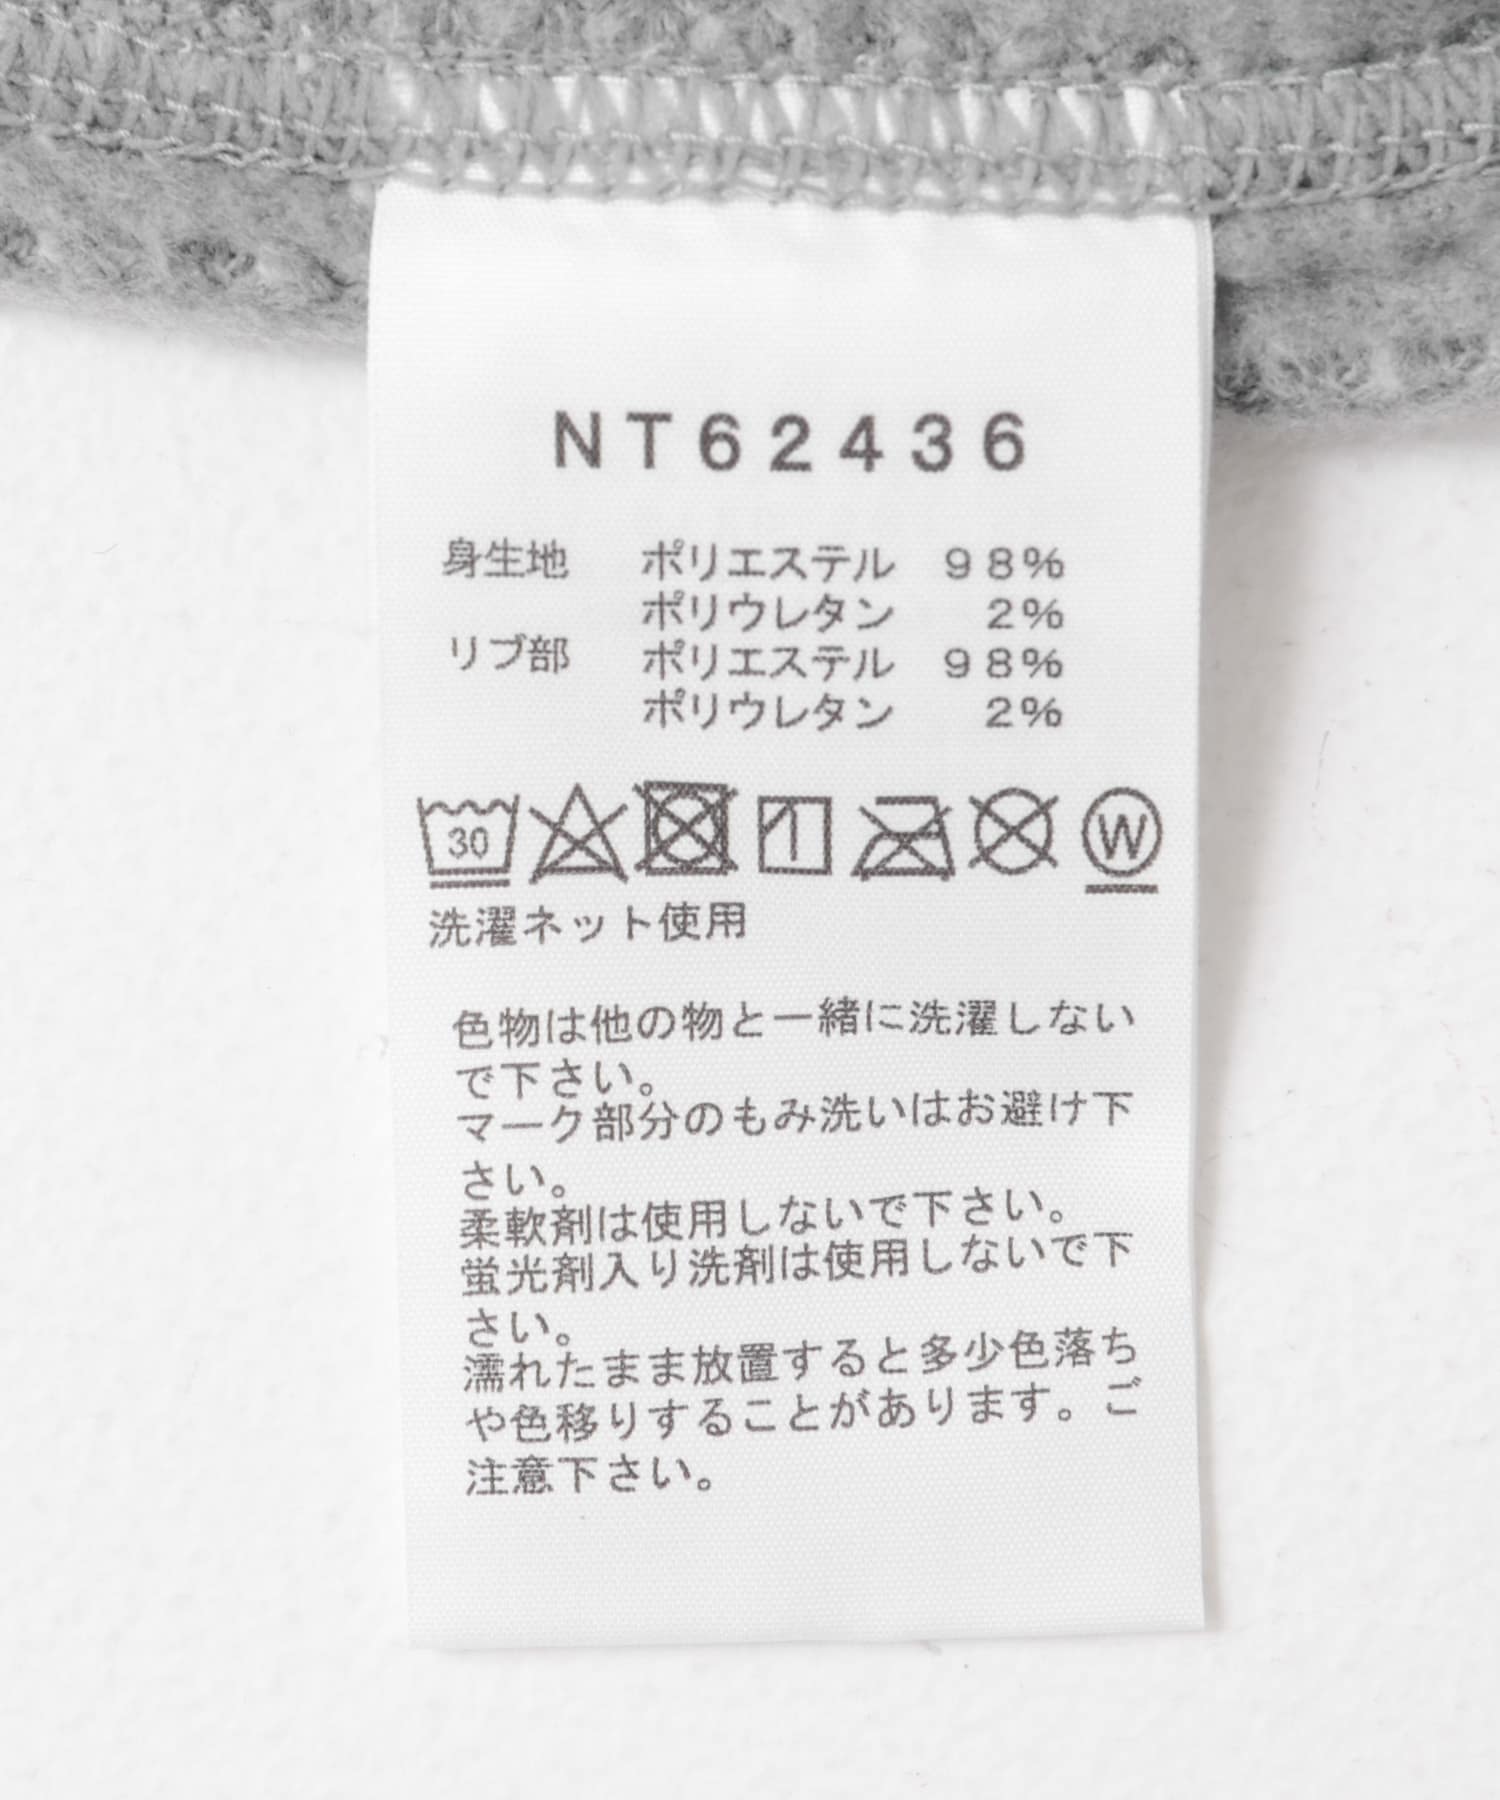 NT62436
身生地 ポリエステル 98%
ポリウレタン 2%
リブ部 ポリエステル 98%
ポリウレタン 2%
30 W
洗濯ネット使用
色物は他の物と一緒に洗濯しない
で下さい。
マーク部分のもみ洗いはお避け下
さい。
柔軟剤は使用しないで下さい。
蛍光剤入り洗剤は使用しないで下
さい。
濡れたまま放置すると多少色落ち
や色移りすることがあります。ご
注意下さい。